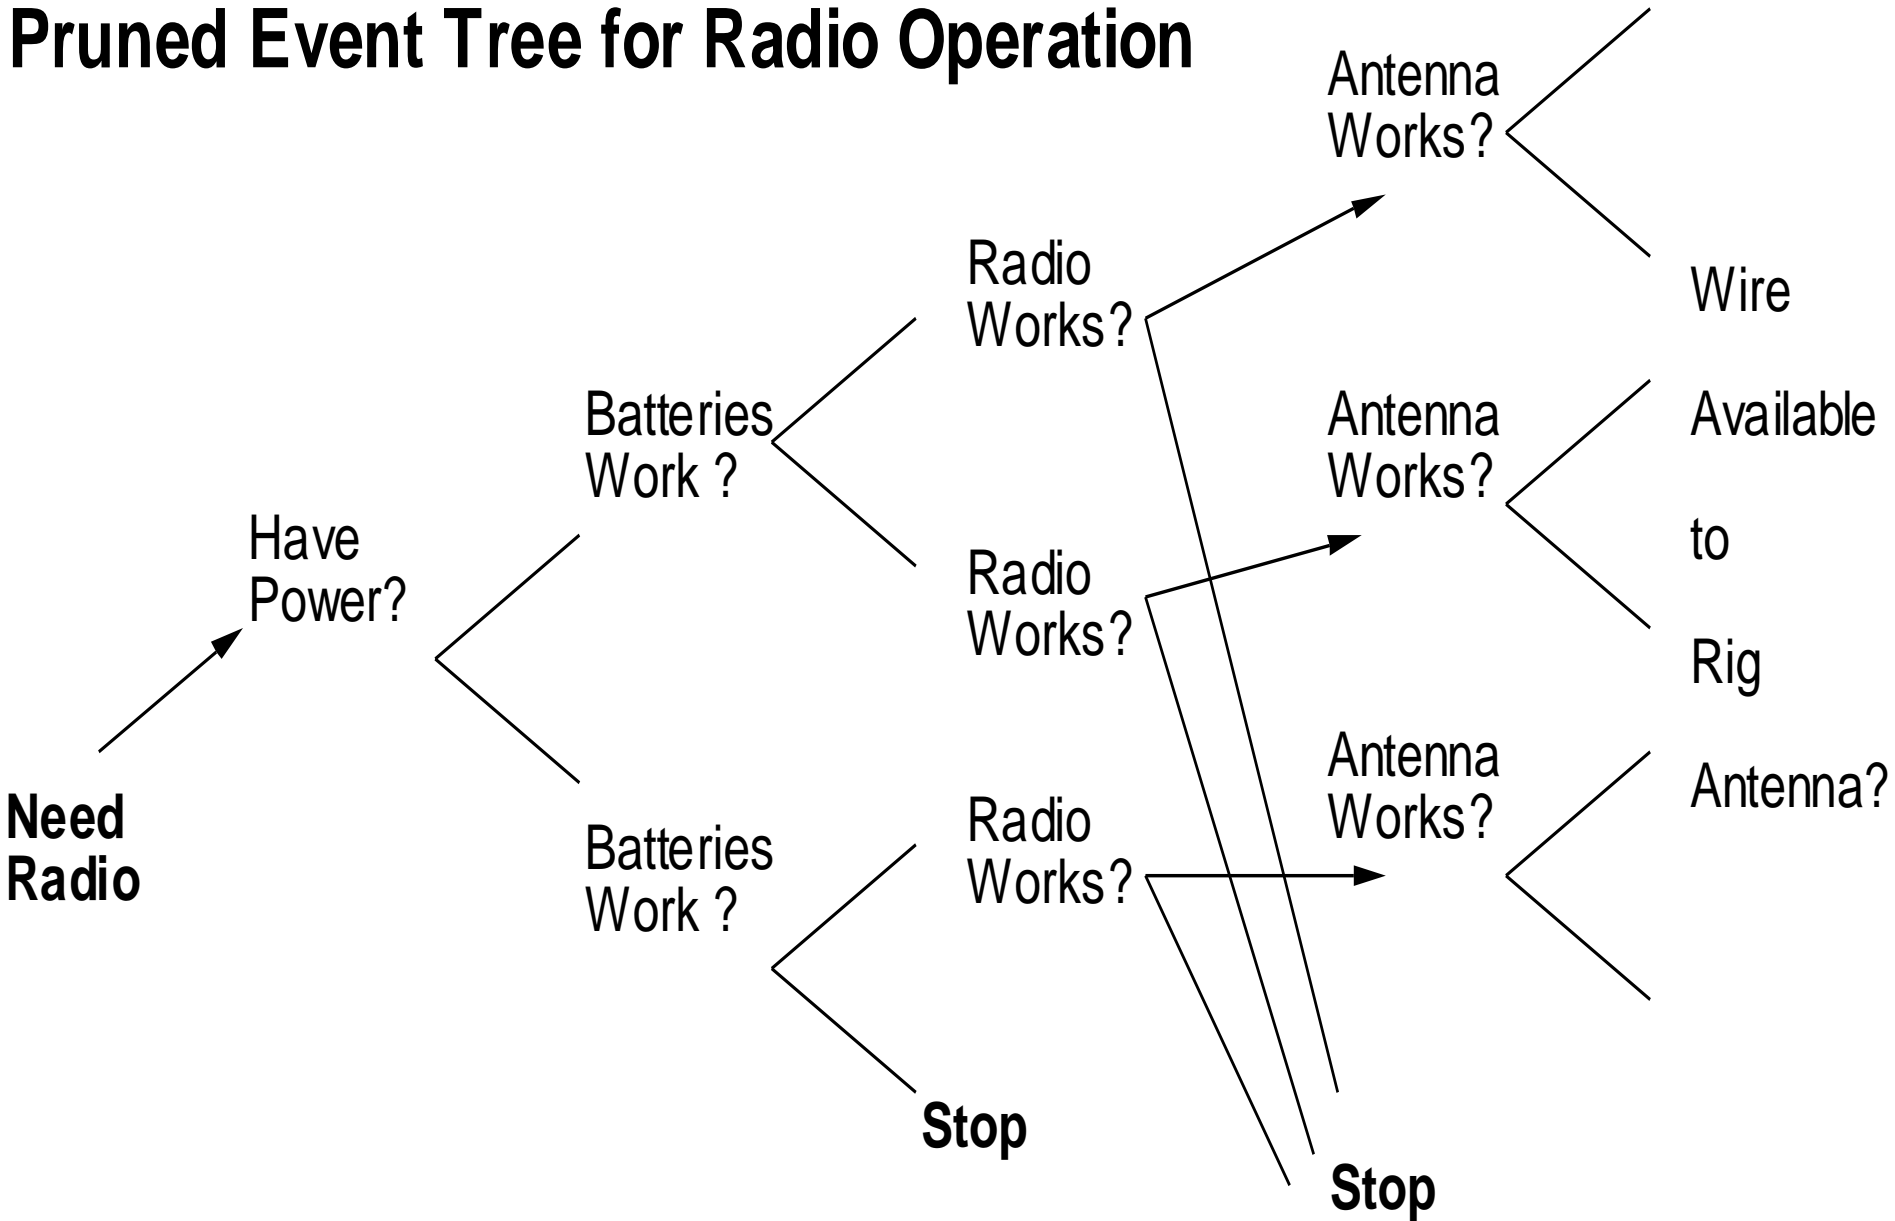 Pruned Event Tree for Radio Operation
Need
Radio
Have
Power?
Batteries
Work ?
Batteries
Work ?
Radio
Works?
Radio
Works?
Radio
Works?
Stop
Antenna
Works?
Antenna
Works?
Antenna
Works?
Stop
Wire
Available
to
Rig
Antenna?